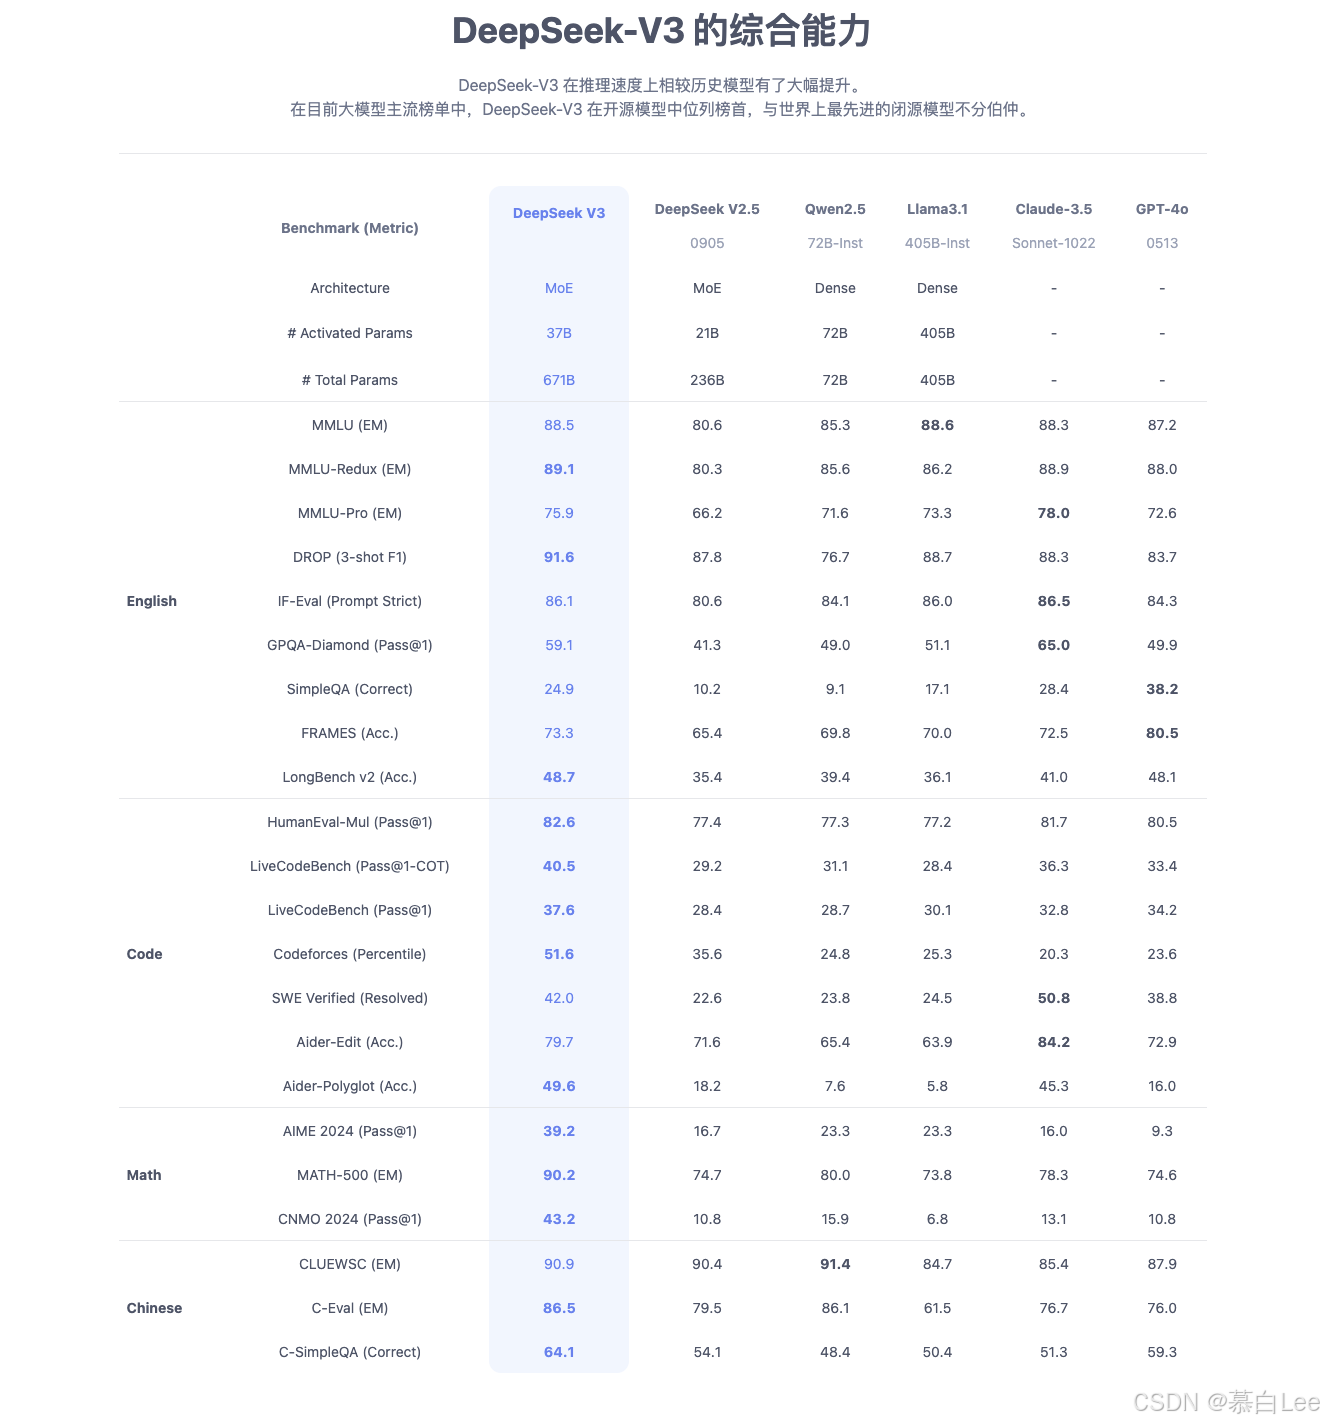 DeepSeek-V3 的综合能力
DeepSeek-V3 在推理速度上相较历史模型有了大幅提升。
在目前大模型主流榜单中，DeepSeek-V3 在开源模型中位列榜首，与世界上最先进的闭源模型不分伯仲。
Benchmark (Metric) DeepSeek V3 DeepSeek V2.5 Qwen2.5 Llama3.1 Claude-3.5 GPT-4o
0905 72B-Inst 405B-Inst Sonnet-1022 0513
Architecture MoE MoE Dense Dense - -
# Activated Params 37B 21B 72B 405B - -
# Total Params 671B 236B 72B 405B - -
MMLU (EM) 88.5 80.6 85.3 88.6 88.3 87.2
MMLU-Redux (EM) 89.1 80.3 85.6 86.2 88.9 88.0
MMLU-Pro (EM) 75.9 66.2 71.6 73.3 78.0 72.6
DROP (3-shot F1) 91.6 87.8 76.7 88.7 88.3 83.7
English IF-Eval (Prompt Strict) 86.1 80.6 84.1 86.0 86.5 84.3
GPQA-Diamond (Pass@1) 59.1 41.3 49.0 51.1 65.0 49.9
SimpleQA (Correct) 24.9 10.2 9.1 17.1 28.4 38.2
FRAMES (Acc.) 73.3 65.4 69.8 70.0 72.5 80.5
LongBench v2 (Acc.) 48.7 35.4 39.4 36.1 41.0 48.1
HumanEval-Mul (Pass@1) 82.6 77.4 77.3 77.2 81.7 80.5
LiveCodeBench (Pass@1-COT) 40.5 29.2 31.1 28.4 36.3 33.4
LiveCodeBench (Pass@1) 37.6 28.4 28.7 30.1 32.8 34.2
Code Codeforces (Percentile) 51.6 35.6 24.8 25.3 20.3 23.6
SWE Verified (Resolved) 42.0 22.6 23.8 24.5 50.8 38.8
Aider-Edit (Acc.) 79.7 71.6 65.4 63.9 84.2 72.9
Aider-Polyglot (Acc.) 49.6 18.2 7.6 5.8 45.3 16.0
AIME 2024 (Pass@1) 39.2 16.7 23.3 23.3 16.0 9.3
Math MATH-500 (EM) 90.2 74.7 80.0 73.8 78.3 74.6
CNMO 2024 (Pass@1) 43.2 10.8 15.9 6.8 13.1 10.8
CLUEWSC (EM) 90.9 90.4 91.4 84.7 85.4 87.9
Chinese C-Eval (EM) 86.5 79.5 86.1 61.5 76.7 76.0
C-SimpleQA (Correct) 64.1 54.1 48.4 50.4 51.3 59.3
CSDN @慕白Lee